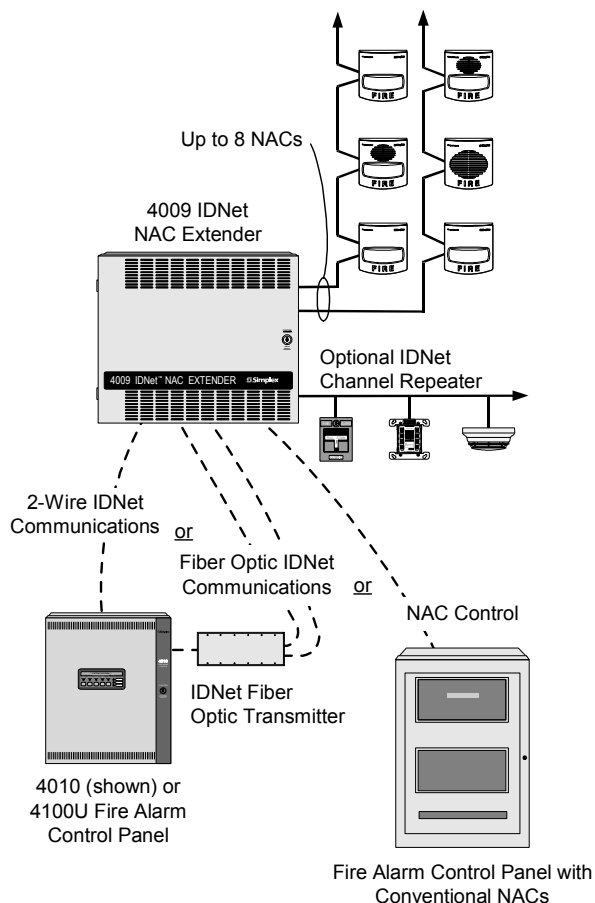 Up to 8 NACs
FIRE
FIRE
FIRE
FIRE
FIRE
FIRE
4009 IDNet
NAC Extender
4009 IDNet™ NAC EXTENDER Simplex
Optional IDNet
Channel Repeater
2-Wire IDNet
Communications
or
Fiber Optic IDNet
Communications
or
NAC Control
4010
IDNet Fiber
Optic Transmitter
4010 (shown) or
4100U Fire Alarm
Control Panel
Fire Alarm Control Panel with
Conventional NACs